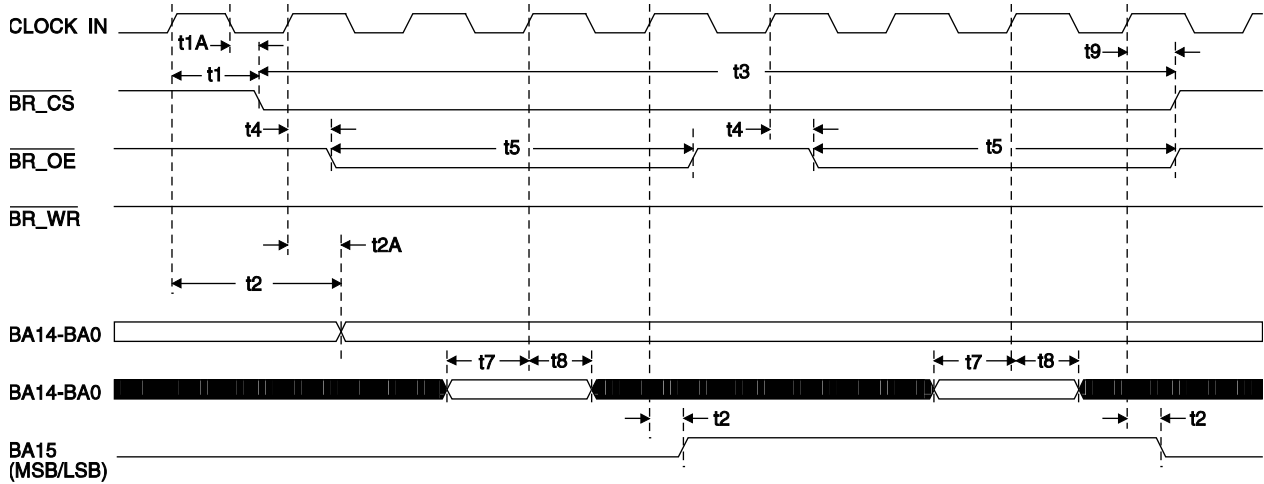 CLOCK IN
t1A
t9
t1
t3
BR_CS
t4
t4
BR_OE
t5
t5
BR_WR
t2A
t2
BA14-BA0
t7
t8
t7
t8
BA14-BA0
t2
t2
BA15
(MSB/LSB)